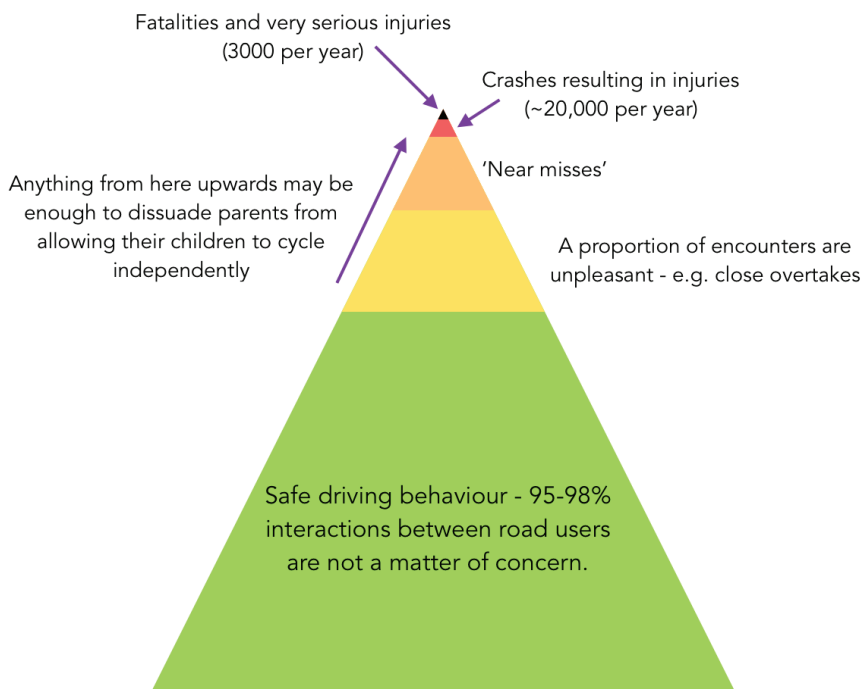 Fatalities and very serious injuries
(3000 per year)
Crashes resulting in injuries
(~20,000 per year)
'Near misses'
Anything from here upwards may be
enough to dissuade parents from
allowing their children to cycle
independently
A proportion of encounters are
unpleasant - e.g. close overtakes
Safe driving behaviour - 95-98%
interactions between road users
are not a matter of concern.